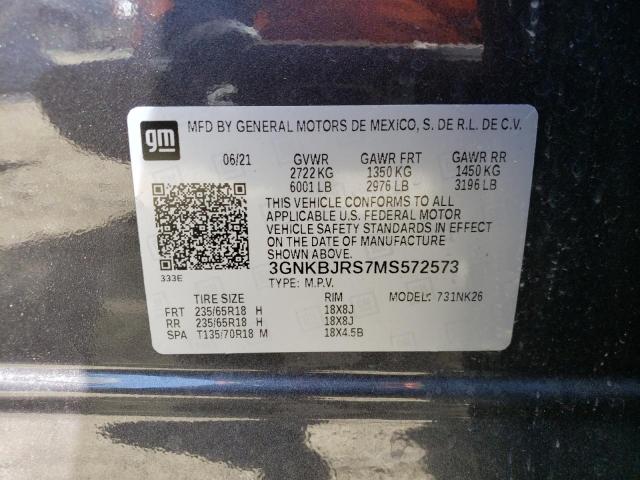 gm MFD BY GENERAL MOTORS DE MEXICO, S. DE R.L. DE C.V.
06/21 GVWR GAWR FRT GAWR RR
2722 KG 1350 KG 1450 KG
6001 LB 2976 LB 3196 LB
THIS VEHICLE CONFORMS TO ALL
APPLICABLE U.S. FEDERAL MOTOR
VEHICLE SAFETY STANDARDS IN EFFECT
ON THE DATE OF MANUFACTURE
SHOWN ABOVE.
3GNKBJRS7MS572573
333E TYPE: M.P.V.
TIRE SIZE RIM MODEL: 731NK26
FRT 235/65R18 H 18X8J
RR 235/65R18 H 18X8J
SPA T135/70R18 M 18X4.5B